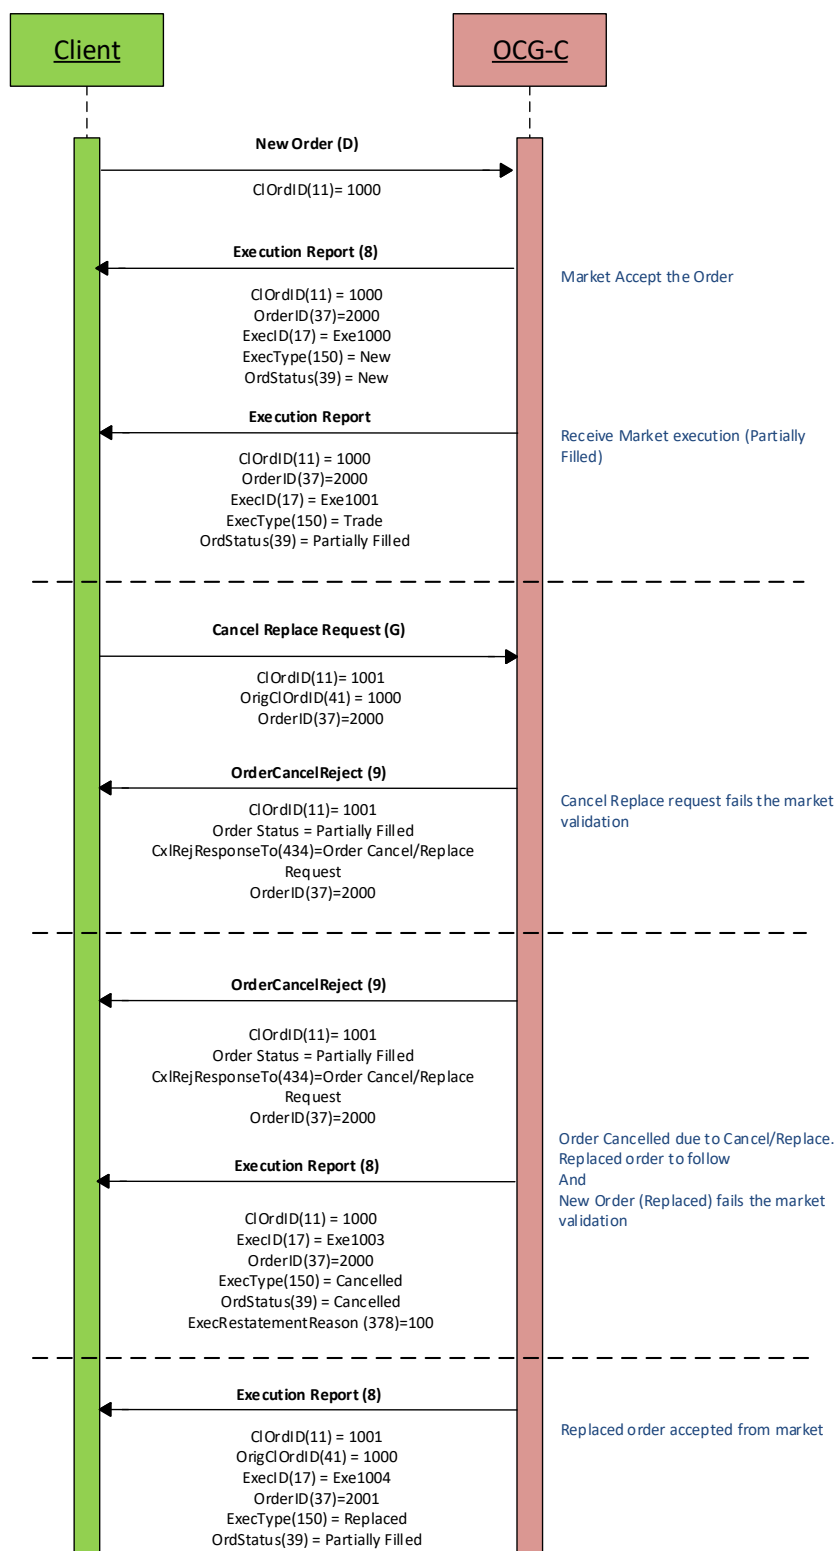 Client
OCG-C
New Order (D)
ClOrdID(11)= 1000
Execution Report (8)
Market Accept the Order
ClOrdID(11) = 1000
OrderID(37)=2000
ExecID(17) = Exe1000
ExecType(150) = New
OrdStatus(39) = New
Execution Report
Receive Market execution (Partially
Filled)
ClOrdID(11) = 1000
OrderID(37)=2000
ExecID(17) = Exe1001
ExecType(150) = Trade
OrdStatus(39) = Partially Filled
Cancel Replace Request (G)
ClOrdID(11)= 1001
OrigClOrdID(41) = 1000
OrderID(37)=2000
OrderCancelReject (9)
Cancel Replace request fails the market
validation
ClOrdID(11)= 1001
Order Status = Partially Filled
CxlRejResponseTo(434)=Order Cancel/Replace
Request
OrderID(37)=2000
OrderCancelReject (9)
ClOrdID(11)= 1001
Order Status = Partially Filled
CxlRejResponseTo(434)=Order Cancel/Replace
Request
OrderID(37)=2000
Order Cancelled due to Cancel/Replace.
Replaced order to follow
And
New Order (Replaced) fails the market
validation
Execution Report (8)
ClOrdID(11) = 1000
ExecID(17) = Exe1003
OrderID(37)=2000
ExecType(150) = Cancelled
OrdStatus(39) = Cancelled
ExecRestatementReason (378)=100
Execution Report (8)
Replaced order accepted from market
ClOrdID(11) = 1001
OrigClOrdID(41) = 1000
ExecID(17) = Exe1004
OrderID(37)=2001
ExecType(150) = Replaced
OrdStatus(39) = Partially Filled